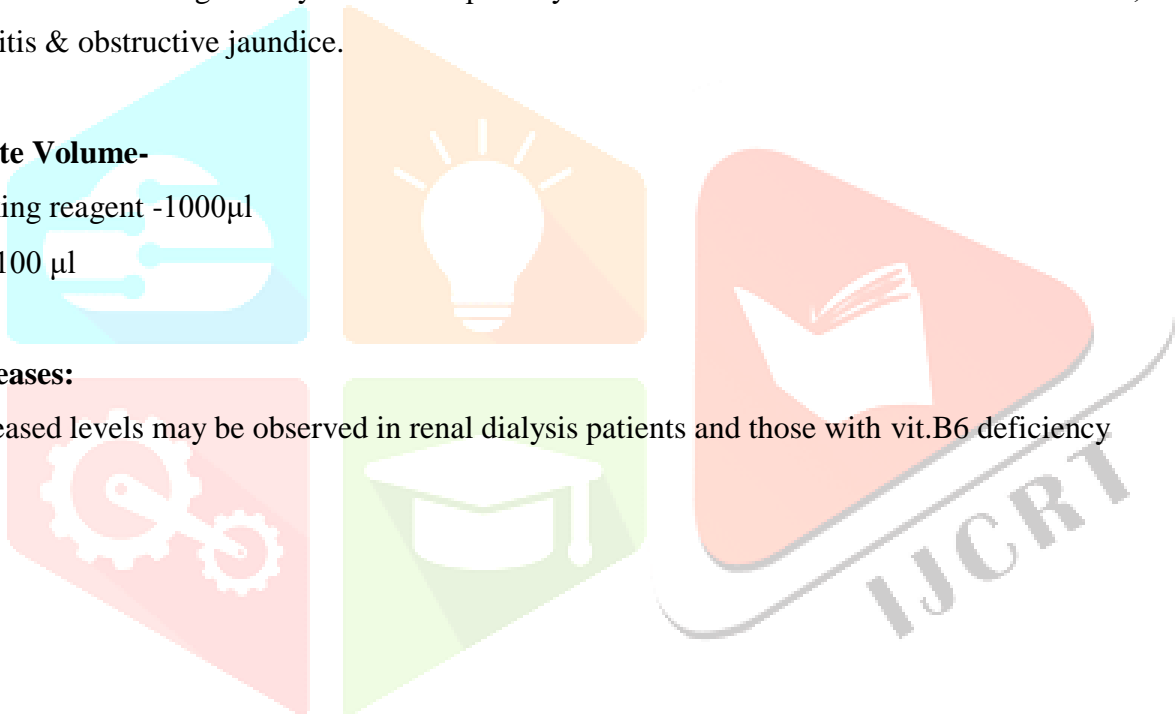 itis & obstructive jaundice.
te Volume-
ing reagent -1000μl
100 μl
eases:
eased levels may be observed in renal dialysis patients and those with vit.B6 deficiency
IJCRT